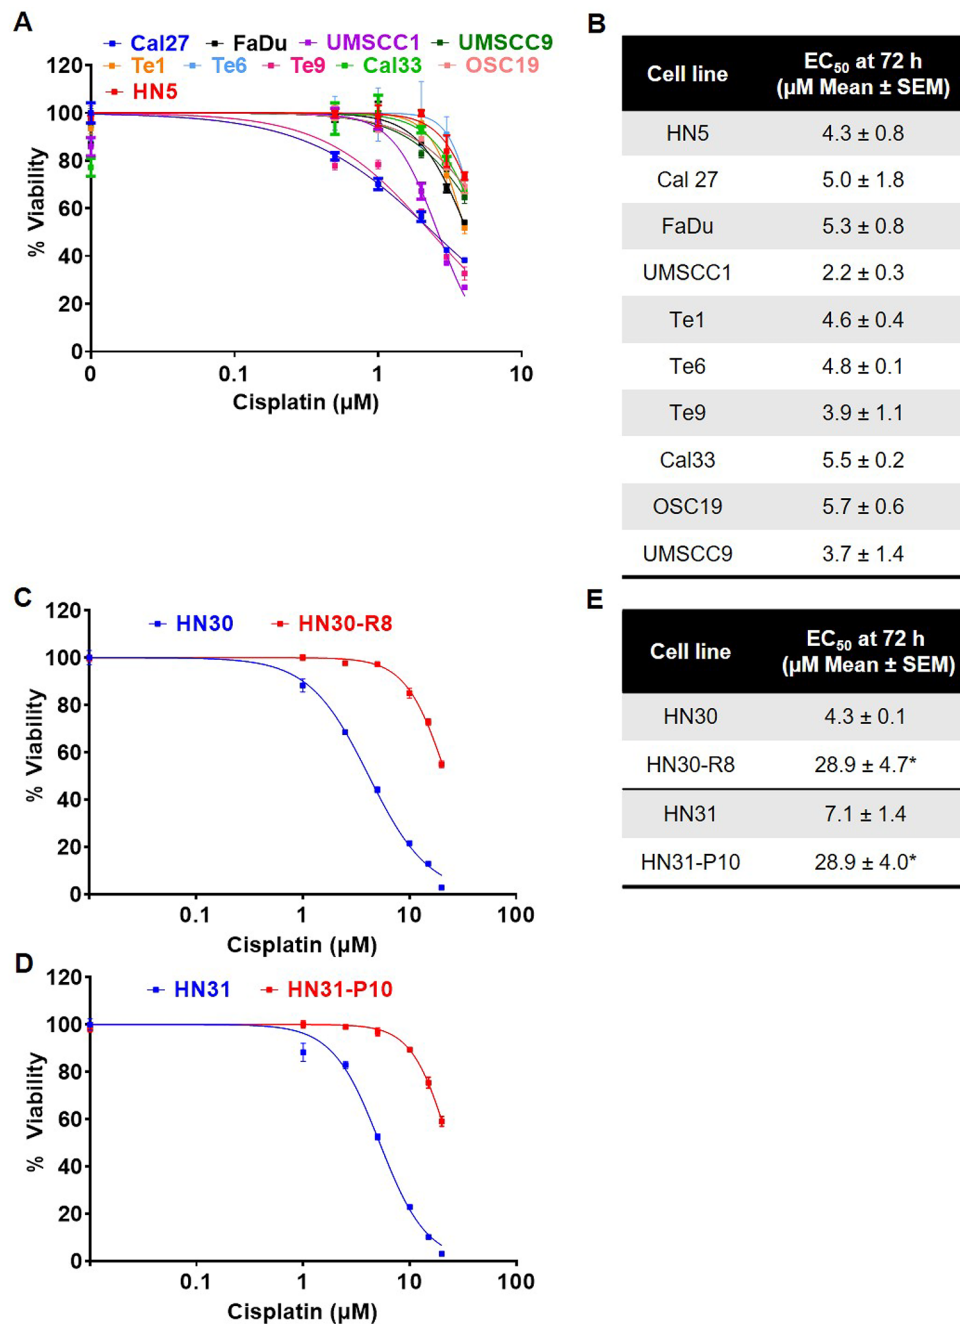 A
Cal27 FaDu UMSCC1 UMSCC9
Te1 Te6 Te9 Cal33 OSC19
HN5
120
100
80
60
40
20
0
% Viability
0 0.1 1 10
Cisplatin (µM)
B
Cell line EC50 at 72 h
(µM Mean ± SEM)
HN5 4.3 ± 0.8
Cal 27 5.0 ± 1.8
FaDu 5.3 ± 0.8
UMSCC1 2.2 ± 0.3
Te1 4.6 ± 0.4
Te6 4.8 ± 0.1
Te9 3.9 ± 1.1
Cal33 5.5 ± 0.2
OSC19 5.7 ± 0.6
UMSCC9 3.7 ± 1.4
C
HN30 HN30-R8
120
100
80
60
40
20
0
% Viability
0.1 1 10 100
Cisplatin (µM)
E
Cell line EC50 at 72 h
(µM Mean ± SEM)
HN30 4.3 ± 0.1
HN30-R8 28.9 ± 4.7*
HN31 7.1 ± 1.4
HN31-P10 28.9 ± 4.0*
D
HN31 HN31-P10
120
100
80
60
40
20
0
% Viability
0.1 1 10 100
Cisplatin (µM)